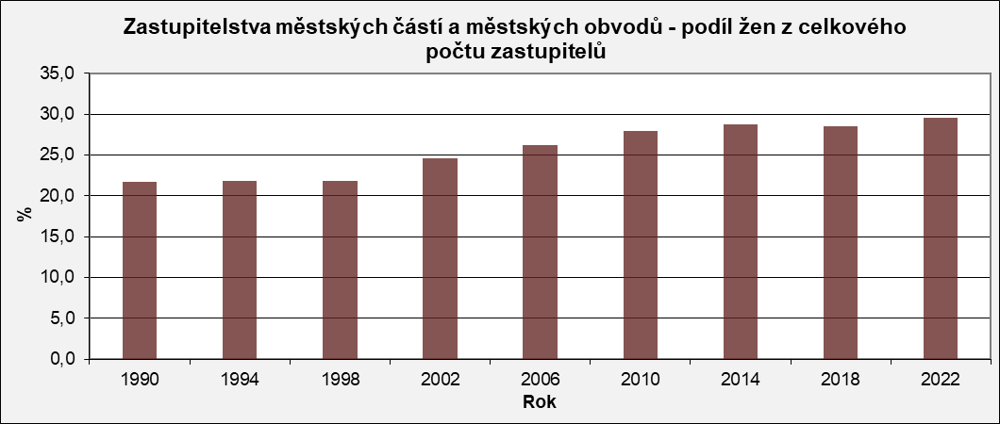 Zastupitelstva městských částí a městských obvodů - podíl žen z celkového
počtu zastupitelů
35,0
30,0
25,0
20,0
15,0
10,0
5,0
0,0
%
1990 1994 1998 2002 2006 2010 2014 2018 2022
Rok